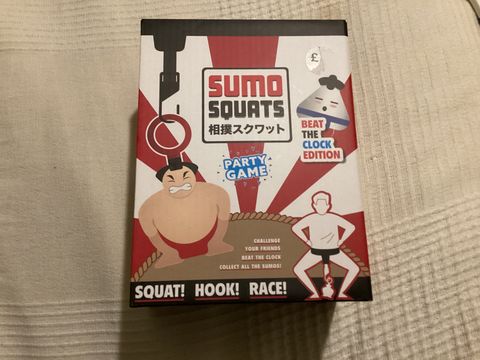 £
SUMO
SQUATS
相撲スクワット
BEAT
THE
CLOCK
EDITION
PARTY
GAME
CHALLENGE
YOUR FRIENDS
BEAT THE CLOCK
COLLECT ALL THE SUMOS!
SQUAT! HOOK! RACE!